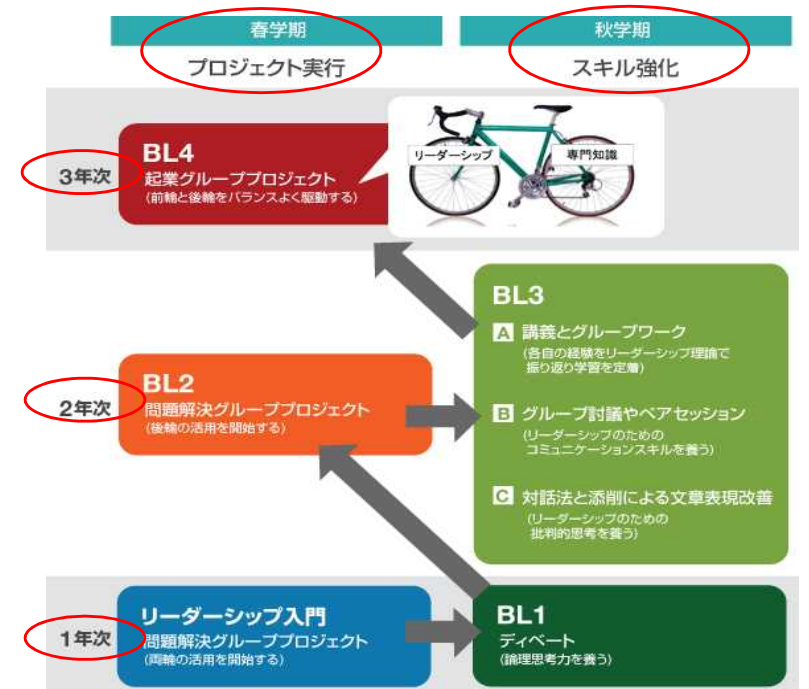 春学期
秋学期
プロジェクト実行
スキル強化
3年次
BL4
起業グループプロジェクト
(前輪と後輪をバランスよく駆動する)
リーダーシップ
専門知識
BL3
A 講義とグループワーク
(各自の経験をリーダーシップ理論で
振り返り学習を定着)
2年次
BL2
問題解決グループプロジェクト
(後輪の活用を開始する)
B グループ討議やペアセッション
(リーダーシップのための
コミュニケーションスキルを養う)
C 対話法と添削による文章表現改善
(リーダーシップのための
批判的思考を養う)
1年次
リーダーシップ入門
問題解決グループプロジェクト
(両輪の活用を開始する)
BL1
ディベート
(論理思考力を養う)